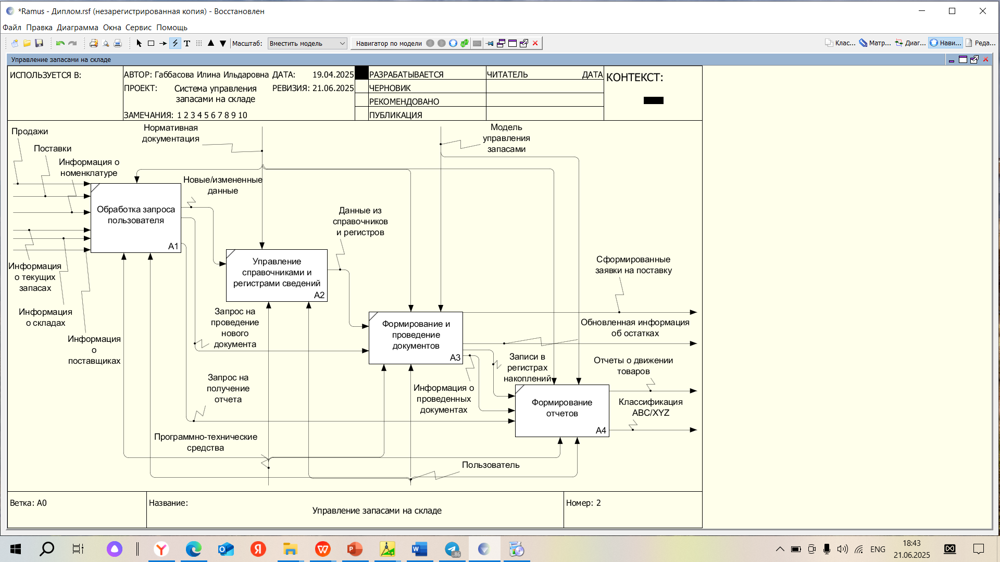 *Ramus - Диплом.rsf (незарегистрированная копия) - Восстановлен
Файл Правка Диаграмма Окна Сервис Помощь
Масштаб: Вместить модель Навигатор по модели Клас... Матр... Диаг... Нави... Реда...
Управление запасами на складе
ИСПОЛЬЗУЕТСЯ В:
АВТОР: Габбасова Илина Ильдаровна ДАТА: 19.04.2025
ПРОЕКТ: Система управления
запасами на складе
РЕВИЗИЯ: 21.06.2025
ЗАМЕЧАНИЯ: 1 2 3 4 5 6 7 8 9 10
РАЗРАБАТЫВАЕТСЯ
ЧЕРНОВИК
РЕКОМЕНДОВАНО
ПУБЛИКАЦИЯ
ЧИТАТЕЛЬ ДАТА
КОНТЕКСТ:
Продажи
Поставки
Информация о
номенклатуре
Нормативная
документация
Модель
управления
запасами
Новые/измененные
данные
Обработка запроса
пользователя
A1
Данные из
справочников
и регистров
Информация
о текущих
запасах
Информация
о складах
Информация
о
поставщиках
Управление
справочниками и
регистрами сведений
A2
Сформированные
заявки на поставку
Запрос на
проведение
нового
документа
Формирование и
проведение
документов
A3
Обновленная информация
об остатках
Записи в
регистрах
накоплений
Отчеты о движении
товаров
Запрос на
получение
отчета
Информация о
проведенных
документах
Формирование
отчетов
A4
Классификация
ABC/XYZ
Программно-технические
средства
Пользователь
Ветка: A0
Название:
Управление запасами на складе
Номер: 2
..86
ENG
18:43
21.06.2025